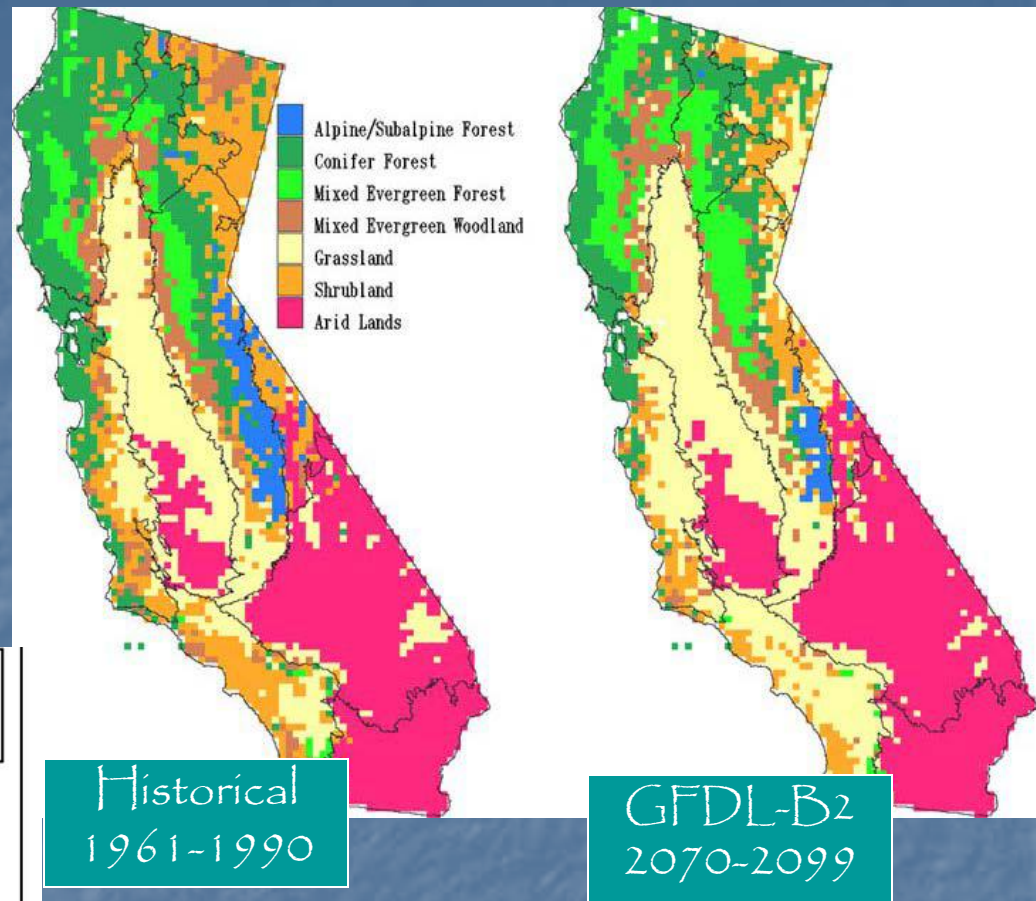 Alpine/Subalpine Forest
Conifer Forest
Mixed Evergreen Forest
Mixed Evergreen Woodland
Grassland
Shrubland
Arid Lands
Historical
1961-1990
GFDL-B2
2070-2099